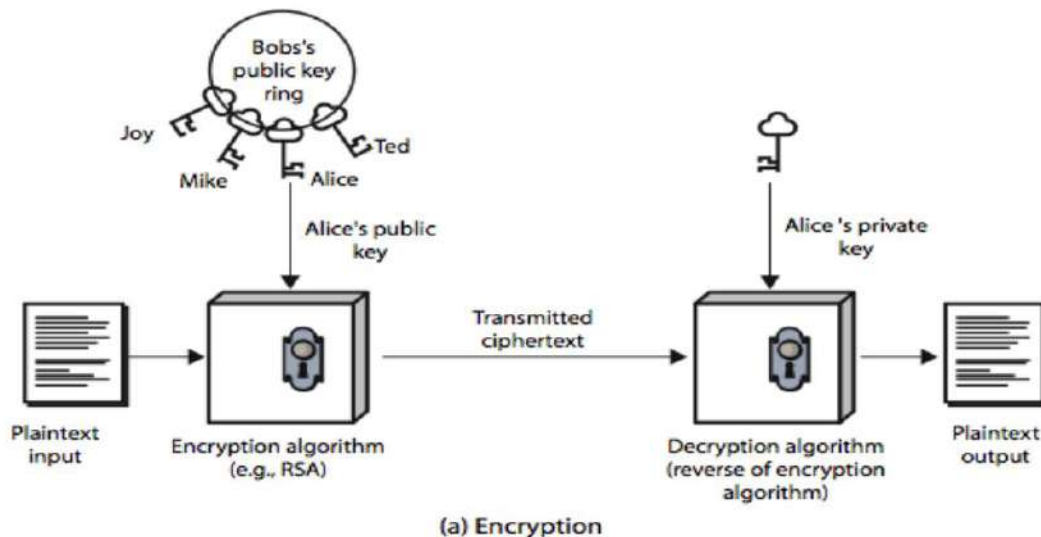 Bobs's
public key
ring
Joy
Mike
Alice
Ted
Alice's public
key
Alice 's private
key
Transmitted
ciphertext
Plaintext
input
Encryption algorithm
(e.g., RSA)
Decryption algorithm
(reverse of encryption
algorithm)
Plaintext
output
(a) Encryption